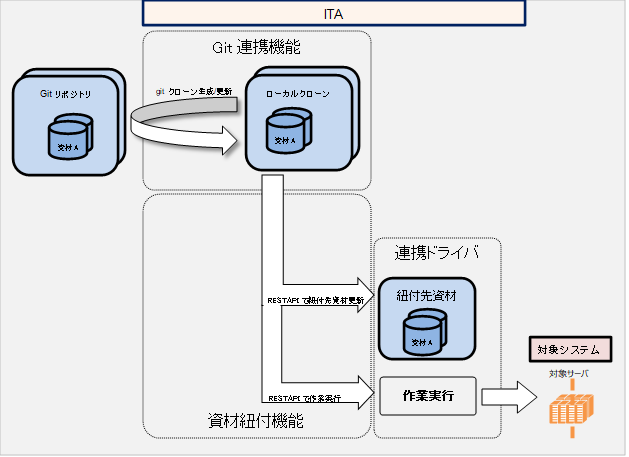 ITA
Git 連携機能
Git リポジトリ
資材 A
git クローン生成/更新
ローカルクローン
資材 A
連携ドライバ
紐付先資材
資材 A
RESTAPI で紐付先資材更新
対象システム
対象サーバ
作業実行
RESTAPI で作業実行
資材紐付機能